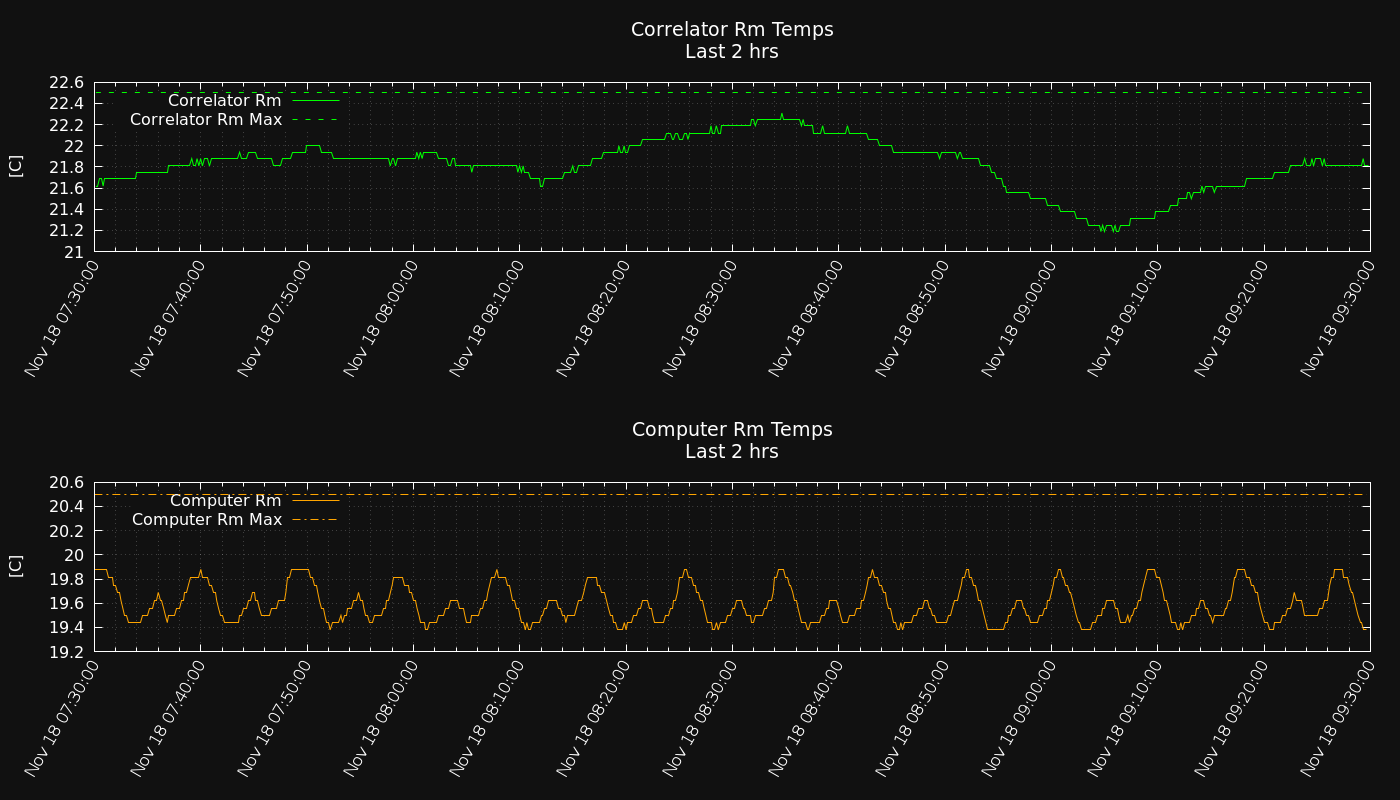 Correlator Rm Temps
Last 2 hrs
22.6
22.4
22.2
22
21.8
21.6
21.4
21.2
21
[C]
Correlator Rm
Correlator Rm Max
Nov 18 07:30:00
Nov 18 07:40:00
Nov 18 07:50:00
Nov 18 08:00:00
Nov 18 08:10:00
Nov 18 08:20:00
Nov 18 08:30:00
Nov 18 08:40:00
Nov 18 08:50:00
Nov 18 09:00:00
Nov 18 09:10:00
Nov 18 09:20:00
Nov 18 09:30:00
Computer Rm Temps
Last 2 hrs
20.6
20.4
20.2
20
19.8
19.6
19.4
19.2
[C]
Computer Rm
Computer Rm Max
Nov 18 07:30:00
Nov 18 07:40:00
Nov 18 07:50:00
Nov 18 08:00:00
Nov 18 08:10:00
Nov 18 08:20:00
Nov 18 08:30:00
Nov 18 08:40:00
Nov 18 08:50:00
Nov 18 09:00:00
Nov 18 09:10:00
Nov 18 09:20:00
Nov 18 09:30:00